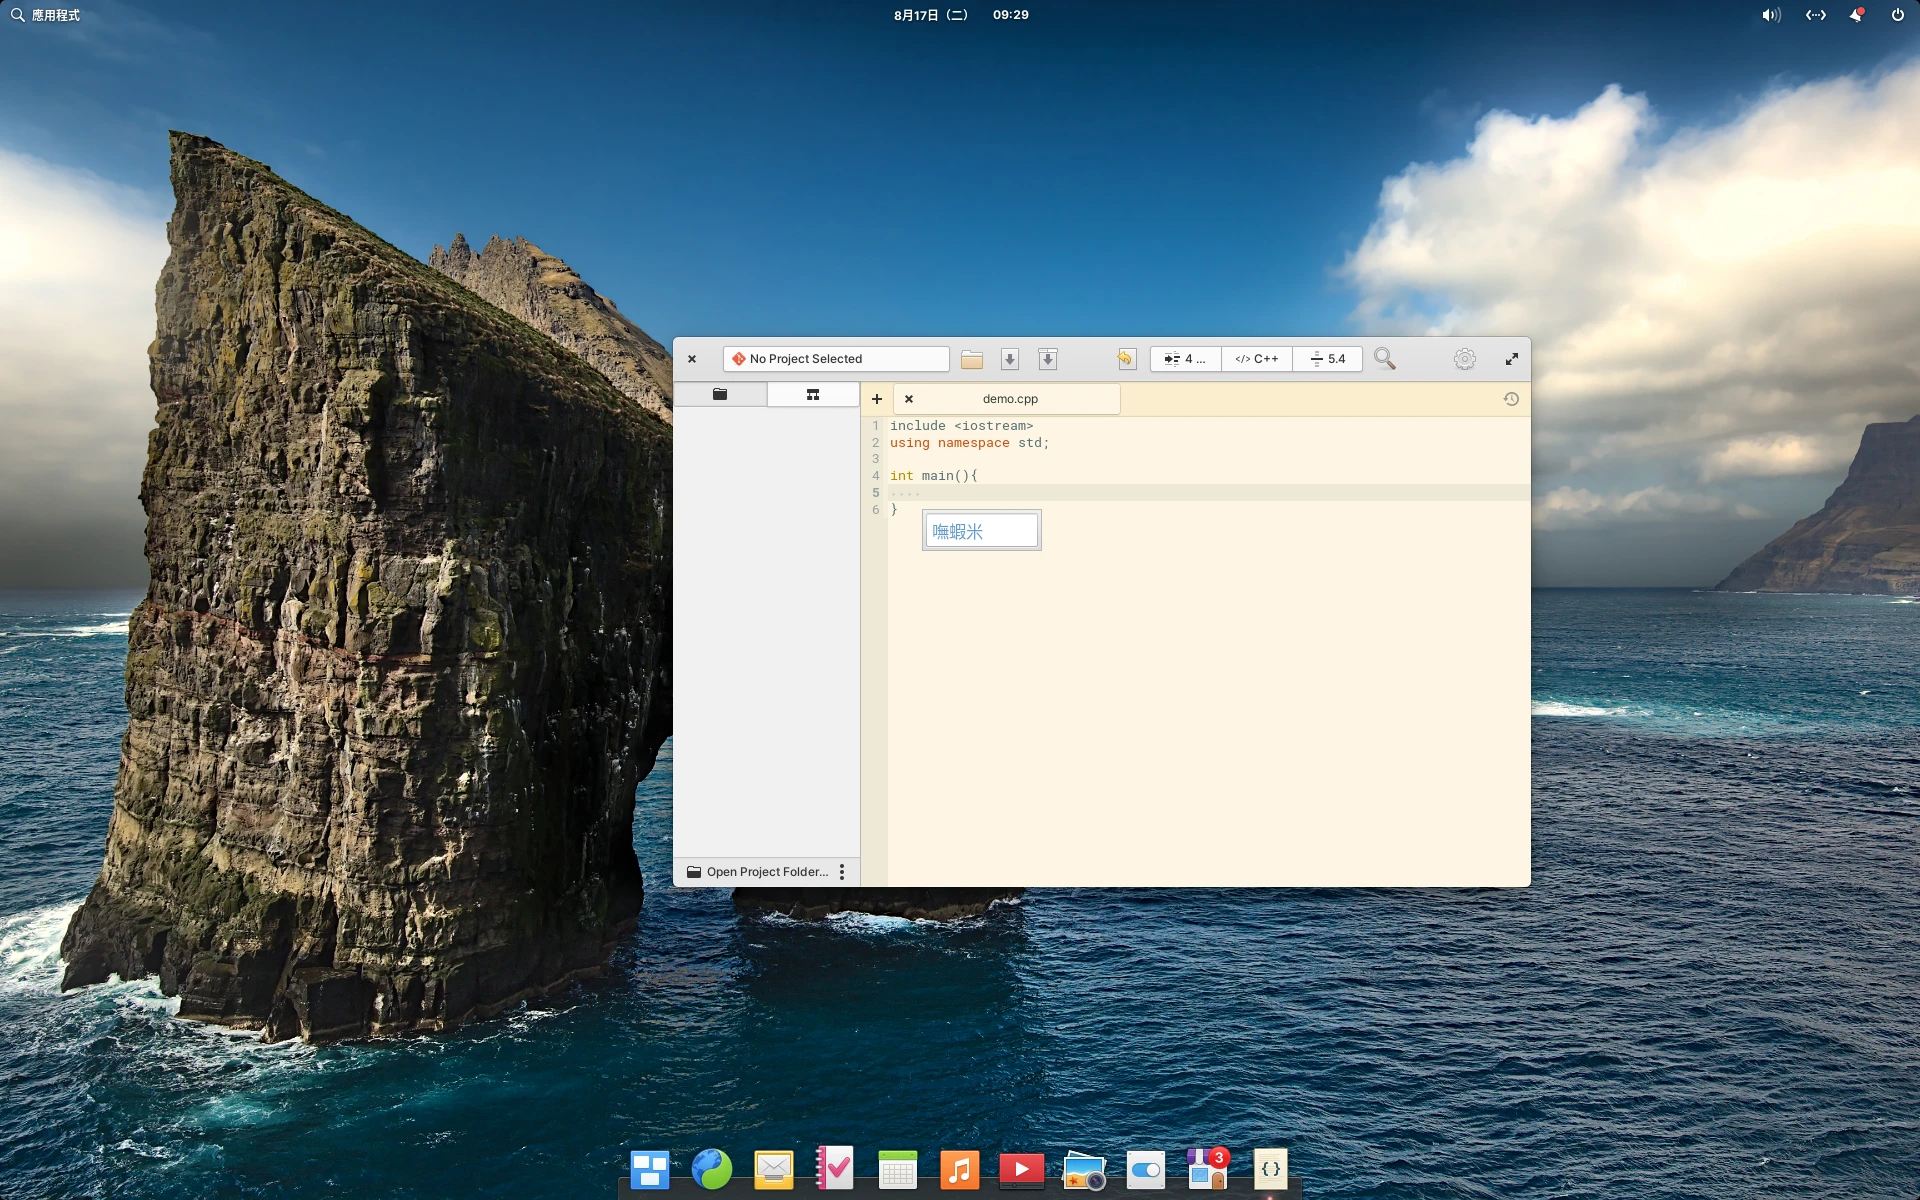 應用程式
8月17日（二） 09:29
No Project Selected
4 ...
</> C++
5.4
demo.cpp
1 include <iostream>
2 using namespace std;
3
4 int main(){
5 ....
6 }
嘸蝦米
Open Project Folder...
3
{}